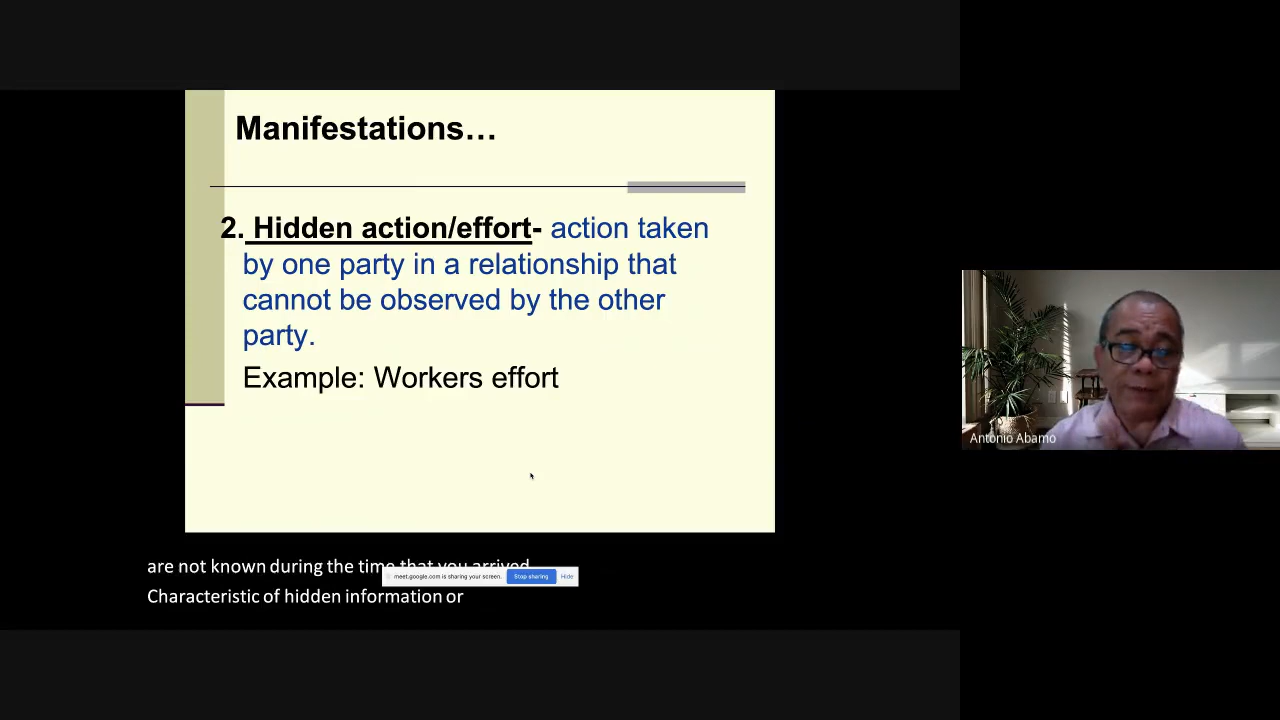 Manifestations…
2. Hidden action/effort- action taken
by one party in a relationship that
cannot be observed by the other
party.
Example: Workers effort
Antonio Abamo
are not known during the time that you arrived
meet.google.com is sharing your screen. Stop sharing Hide
Characteristic of hidden information or